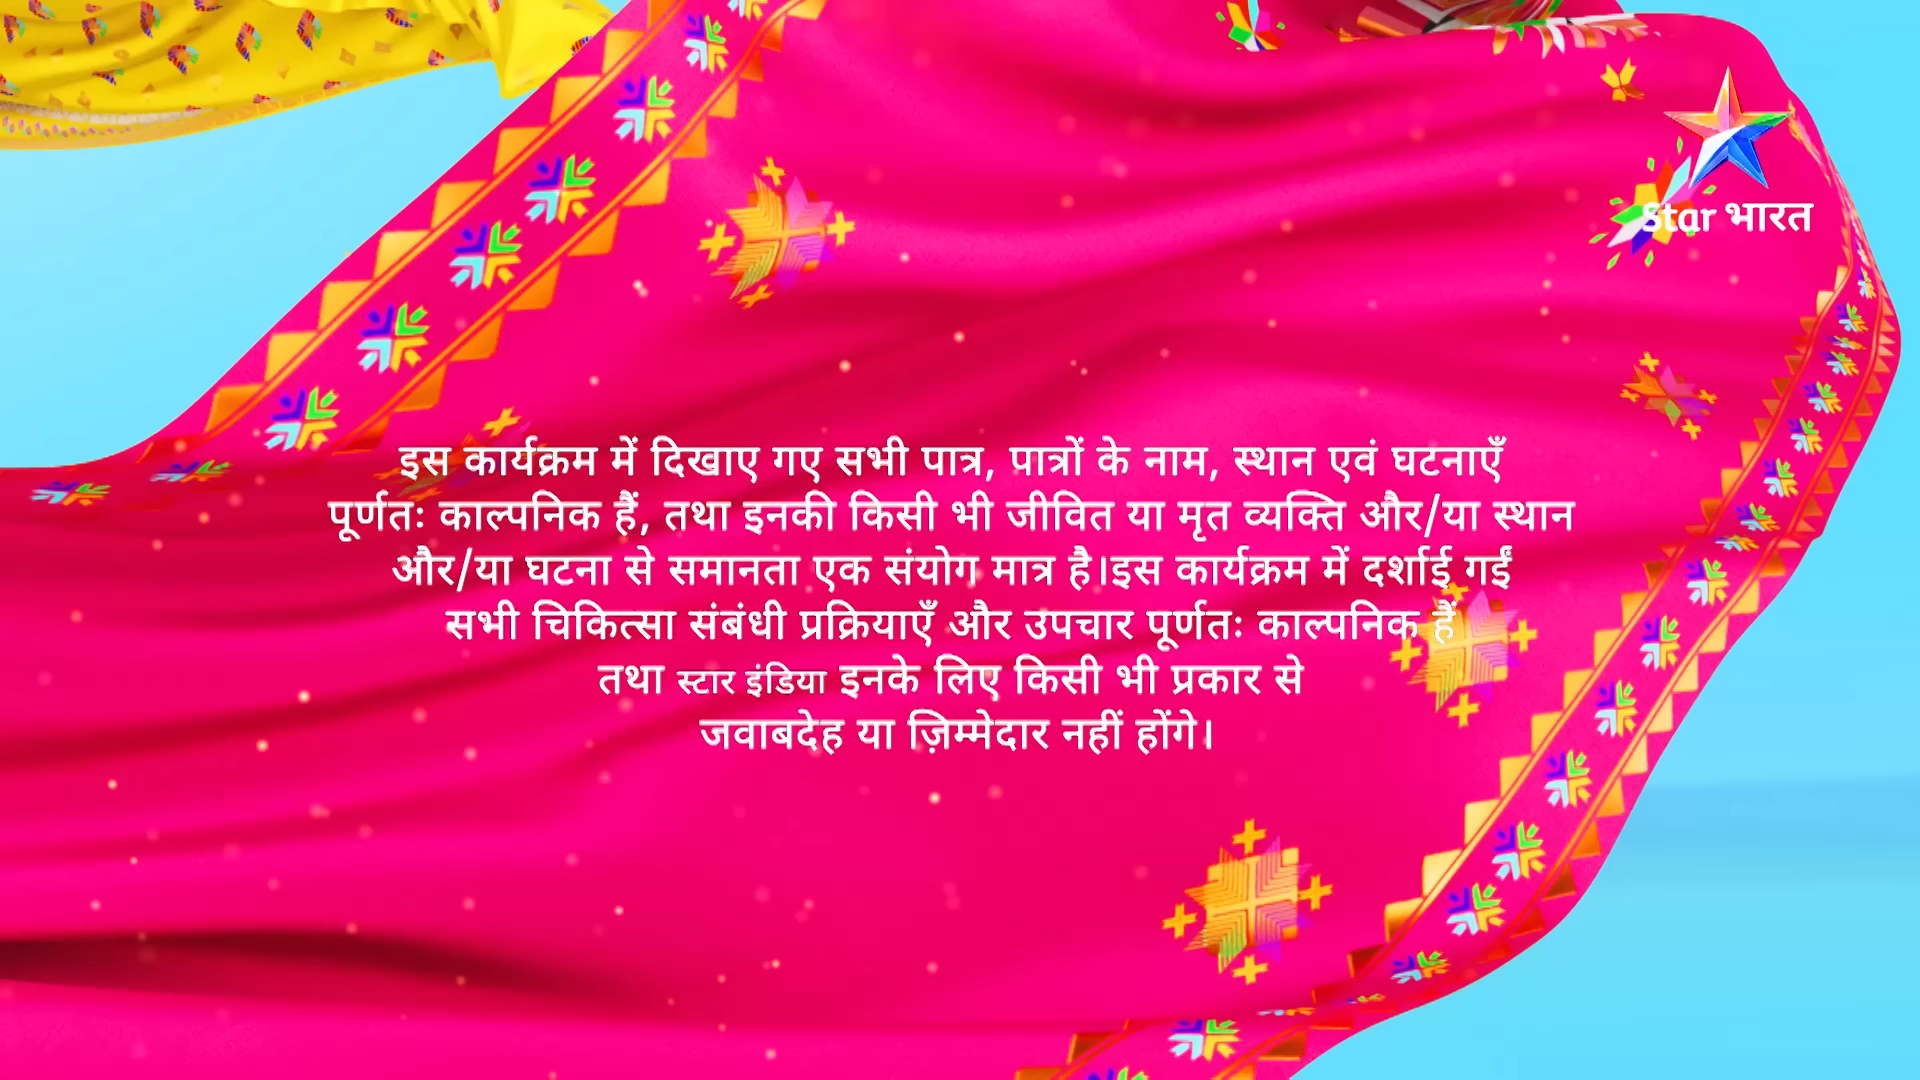 Star भारत
इस कार्यक्रम में दिखाए गए सभी पात्र, पात्रों के नाम, स्थान एवं घटनाएँ
पूर्णतः काल्पनिक हैं, तथा इनकी किसी भी जीवित या मृत व्यक्ति और/या स्थान
और/या घटना से समानता एक संयोग मात्र है।इस कार्यक्रम में दर्शाई गईं
सभी चिकित्सा संबंधी प्रक्रियाएँ और उपचार पूर्णतः काल्पनिक हैं
तथा स्टार इंडिया इनके लिए किसी भी प्रकार से
जवाबदेह या ज़िम्मेदार नहीं होंगे।